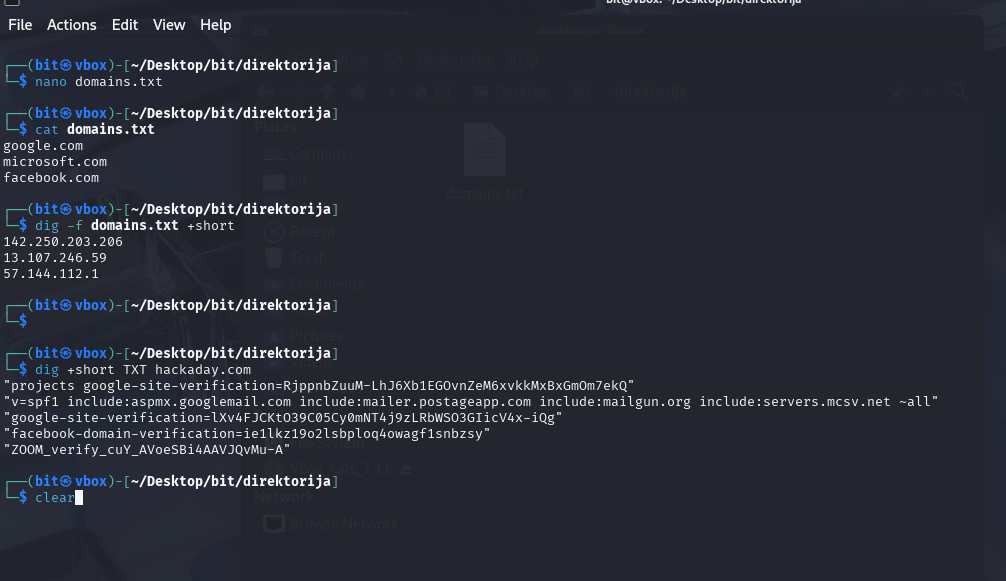 bit@vbox: ~/Desktop/bit/direktorija
File Actions Edit View Help
┌──(bit㉿vbox)-[~/Desktop/bit/direktorija]
└─$ nano domains.txt
┌──(bit㉿vbox)-[~/Desktop/bit/direktorija]
└─$ cat domains.txt
google.com
microsoft.com
facebook.com
┌──(bit㉿vbox)-[~/Desktop/bit/direktorija]
└─$ dig -f domains.txt +short
142.250.203.206
13.107.246.59
57.144.112.1
┌──(bit㉿vbox)-[~/Desktop/bit/direktorija]
└─$
┌──(bit㉿vbox)-[~/Desktop/bit/direktorija]
└─$ dig +short TXT hackaday.com
"projects google-site-verification=RjppnbZuuM-LhJ6Xb1EGOvnZeM6xvkkMxBxGmOm7ekQ"
"v=spf1 include:aspmx.googlemail.com include:mailer.postageapp.com include:mailgun.org include:servers.mcsv.net ~all"
"google-site-verification=lXv4FJCKtO39C05Cy0mNT4j9zLRbWSO3GIicV4x-iQg"
"facebook-domain-verification=ie1lkz19o2lsbploq4owagf1snbzsy"
"ZOOM_verify_cuY_AVoeSBi4AAVJQvMu-A"
┌──(bit㉿vbox)-[~/Desktop/bit/direktorija]
└─$ clear
direktorija - Thunar
View Go Bookmarks Help
bit Desktop bit direktorija
Places
Computer
bit
domains.txt
Recent
Trash
Documents
Pictures
VBox_GAs_7.1.6
Network
Browse Network